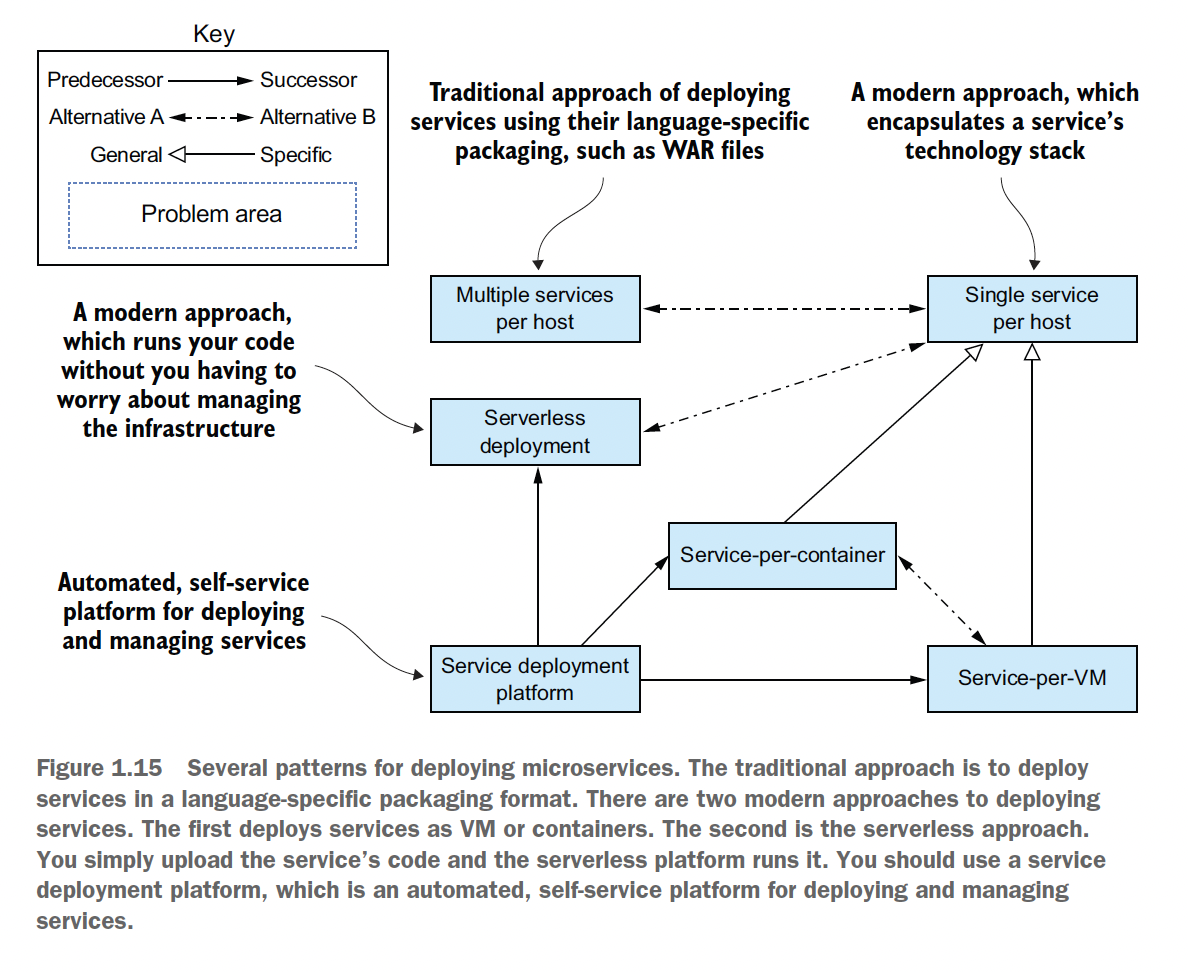 Key
Predecessor Successor
Alternative A Alternative B
General Specific
Problem area
Traditional approach of deploying
services using their language-specific
packaging, such as WAR files
A modern approach, which
encapsulates a service's
technology stack
Multiple services
per host
Single service
per host
A modern approach,
which runs your code
without you having to
worry about managing
the infrastructure
Serverless
deployment
Service-per-container
Automated, self-service
platform for deploying
and managing services
Service deployment
platform
Service-per-VM
Figure 1.15 Several patterns for deploying microservices. The traditional approach is to deploy
services in a language-specific packaging format. There are two modern approaches to deploying
services. The first deploys services as VM or containers. The second is the serverless approach.
You simply upload the service's code and the serverless platform runs it. You should use a service
deployment platform, which is an automated, self-service platform for deploying and managing
services.